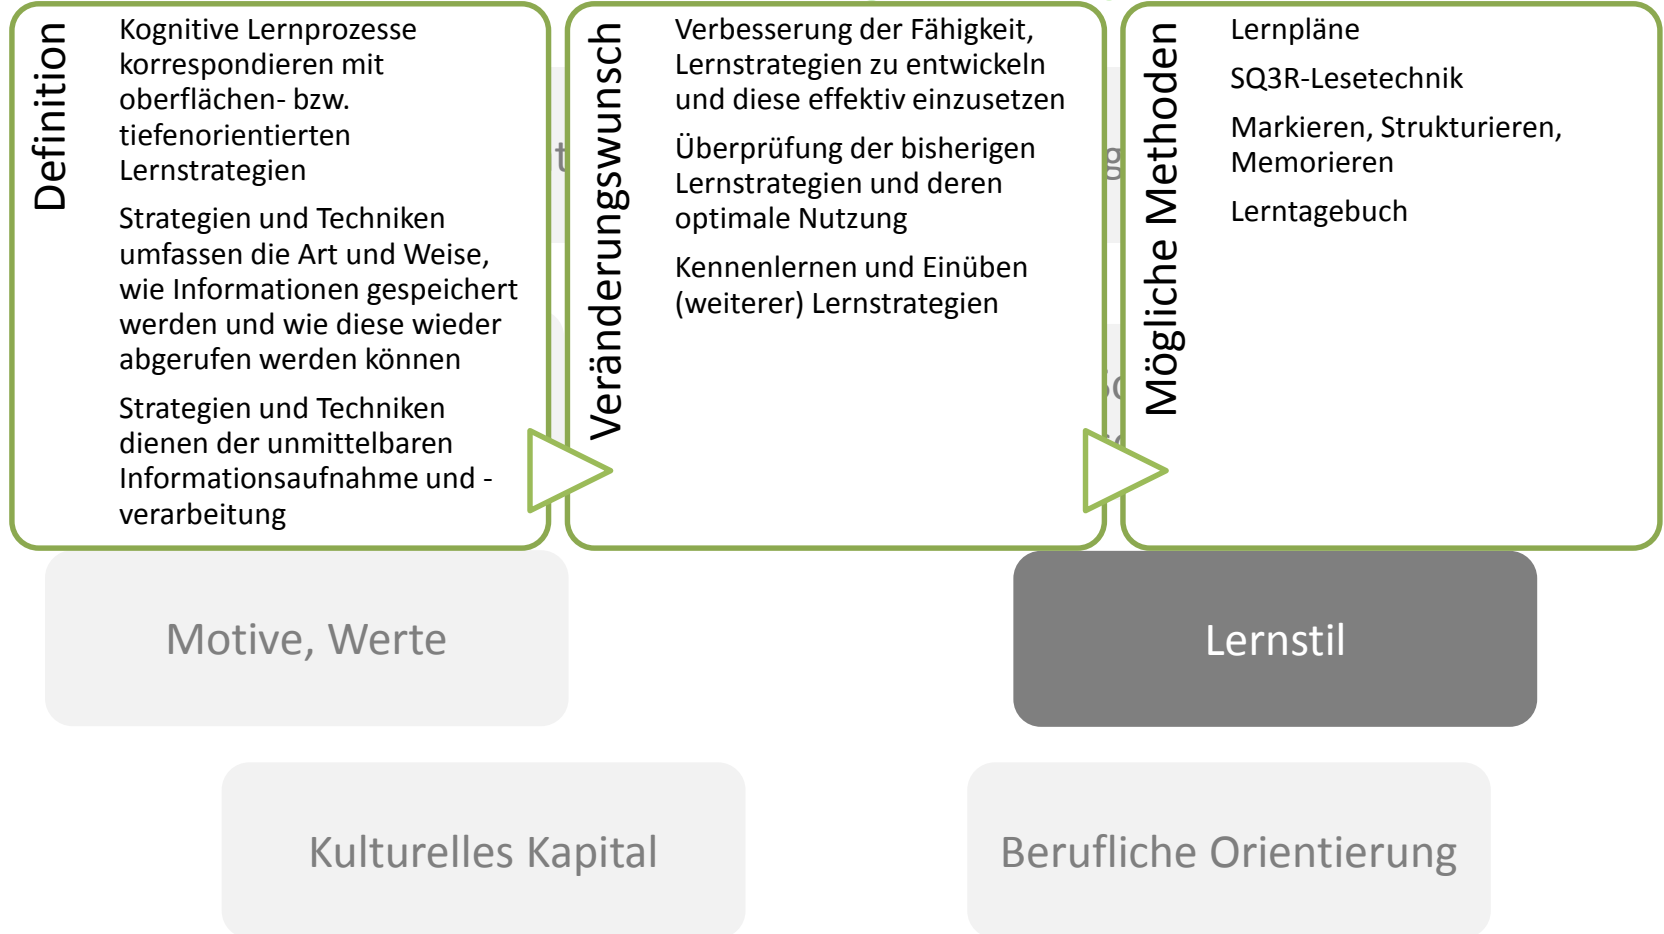 Definition
Kognitive Lernprozesse
korrespondieren mit
oberflächen- bzw.
tiefenorientierten
Lernstrategien
Strategien und Techniken
umfassen die Art und Weise,
wie Informationen gespeichert
werden und wie diese wieder
abgerufen werden können
Strategien und Techniken
dienen der unmittelbaren
Informationsaufnahme und -
verarbeitung
Veränderungswunsch
Verbesserung der Fähigkeit,
Lernstrategien zu entwickeln
und diese effektiv einzusetzen
Überprüfung der bisherigen
Lernstrategien und deren
optimale Nutzung
Kennenlernen und Einüben
(weiterer) Lernstrategien
Mögliche Methoden
Lernpläne
SQ3R-Lesetechnik
Markieren, Strukturieren,
Memorieren
Lerntagebuch
Motive, Werte
Lernstil
Kulturelles Kapital
Berufliche Orientierung